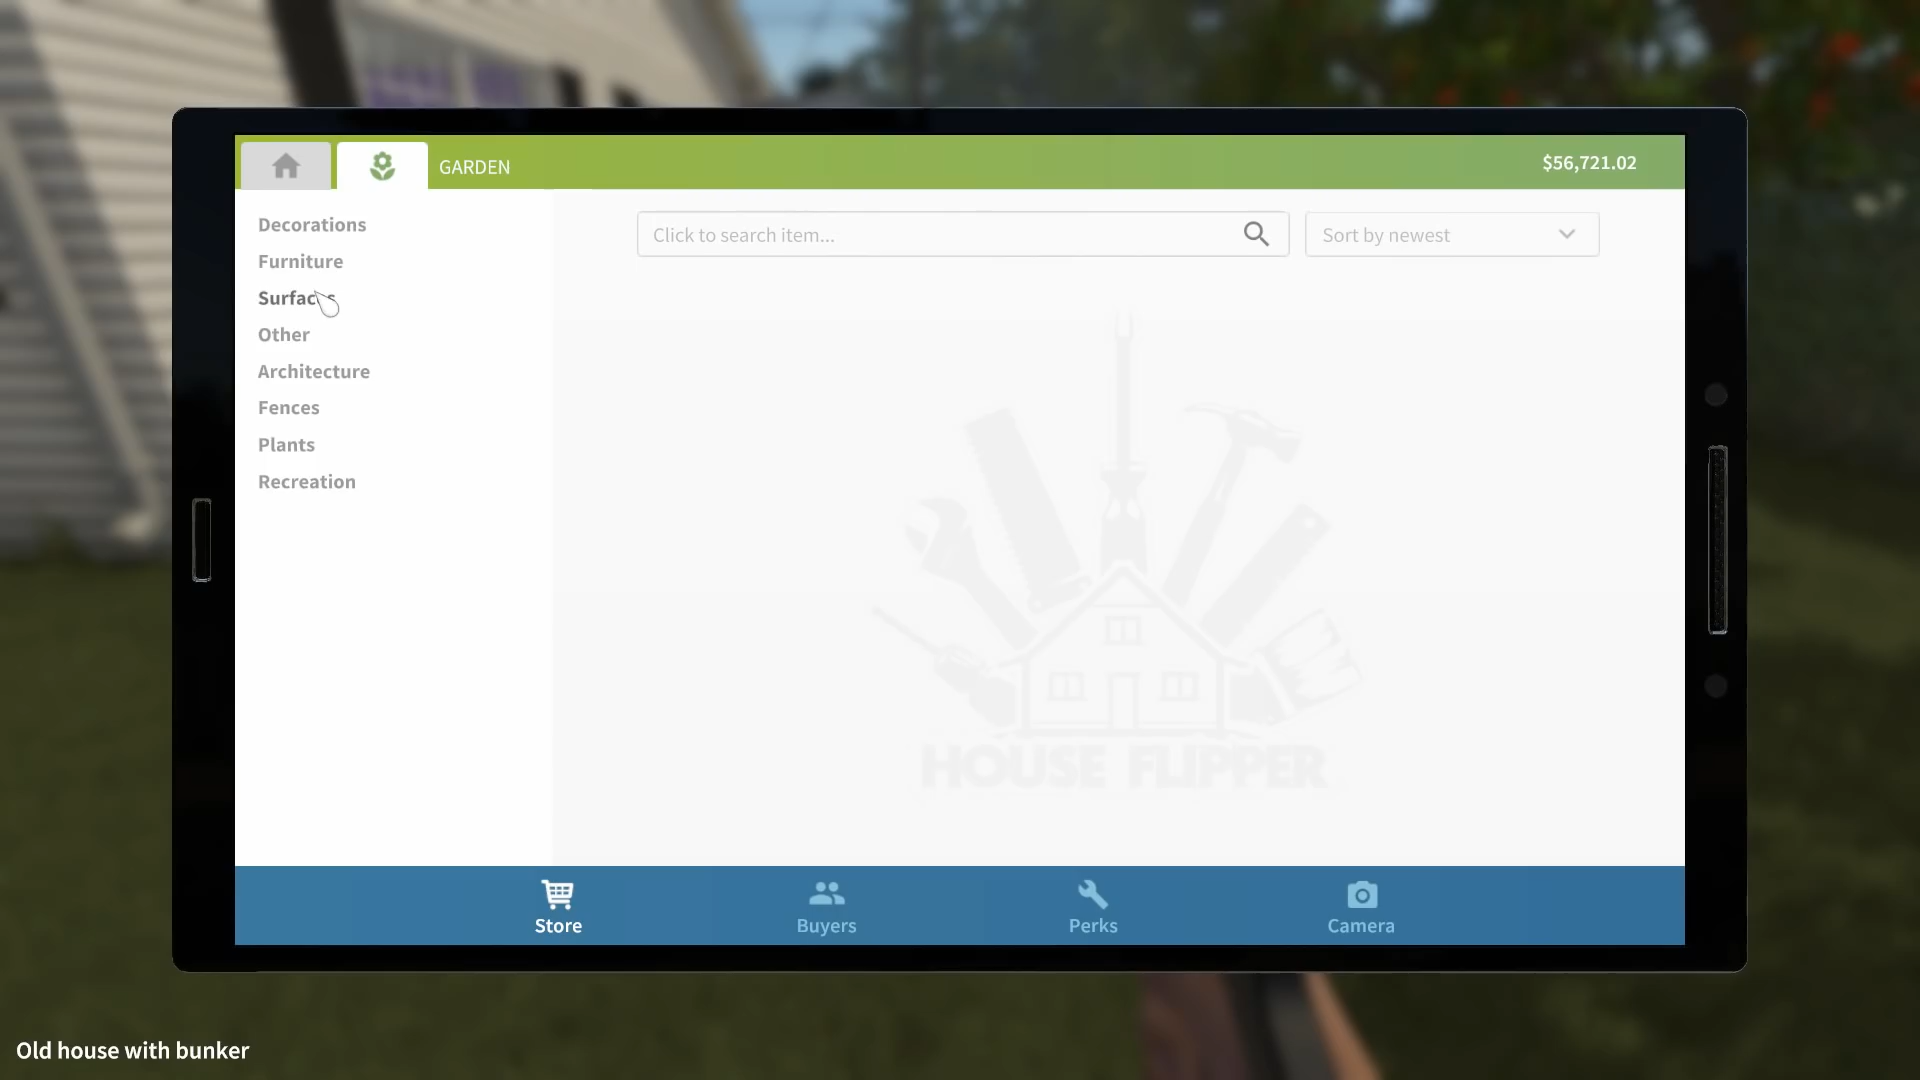 GARDEN
$56,721.02
Decorations
Furniture
Surfaces
Other
Architecture
Fences
Plants
Recreation
Click to search item...
Sort by newest
HOUSE FLIPPER
Store
Buyers
Perks
Camera
Old house with bunker